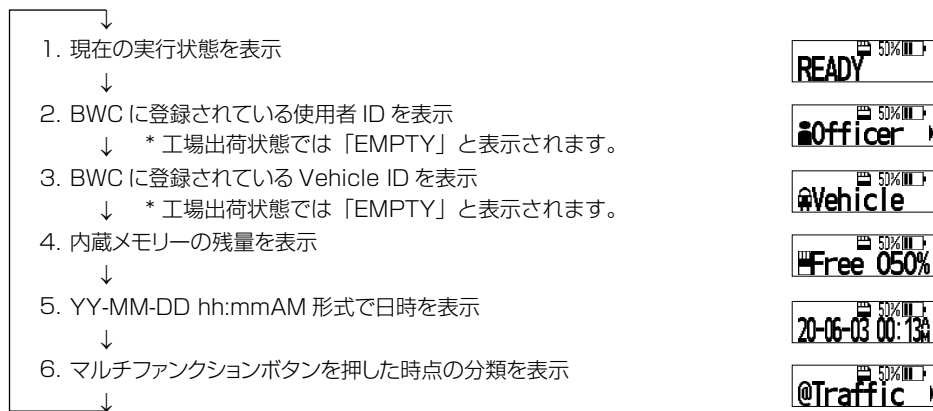 ↓
1. 現在の実行状態を表示
50%
READY
↓
2. BWC に登録されている使用者 ID を表示
50%
Officer
↓ * 工場出荷状態では「EMPTY」と表示されます。
3. BWC に登録されている Vehicle ID を表示
50%
Vehicle
↓ * 工場出荷状態では「EMPTY」と表示されます。
4. 内蔵メモリーの残量を表示
50%
Free 050%
↓
5. YY-MM-DD hh:mmAM 形式で日時を表示
50%
20-06-03 00:13AM
↓
6. マルチファンクションボタンを押した時点の分類を表示
50%
@Traffic
↓